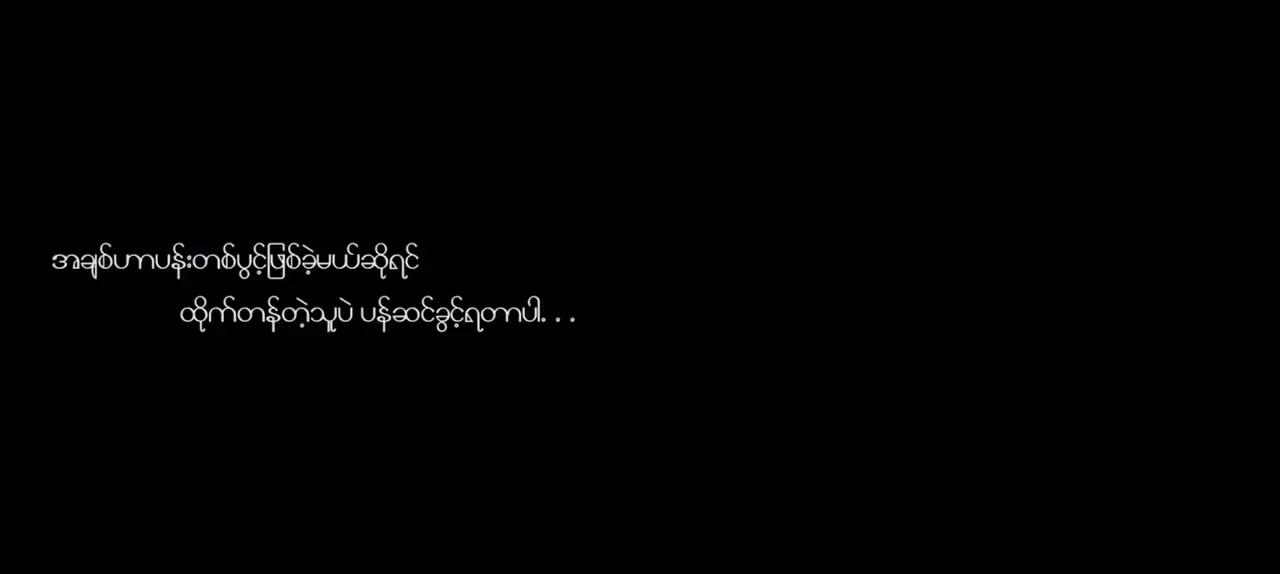 အချစ်ဟာပန်းတစ်ပွင့်ဖြစ်ခဲ့မယ်ဆိုရင်
ထိုက်တန်တဲ့သူပဲ ပန်ဆင်ခွင့်ရတာပါ. . .